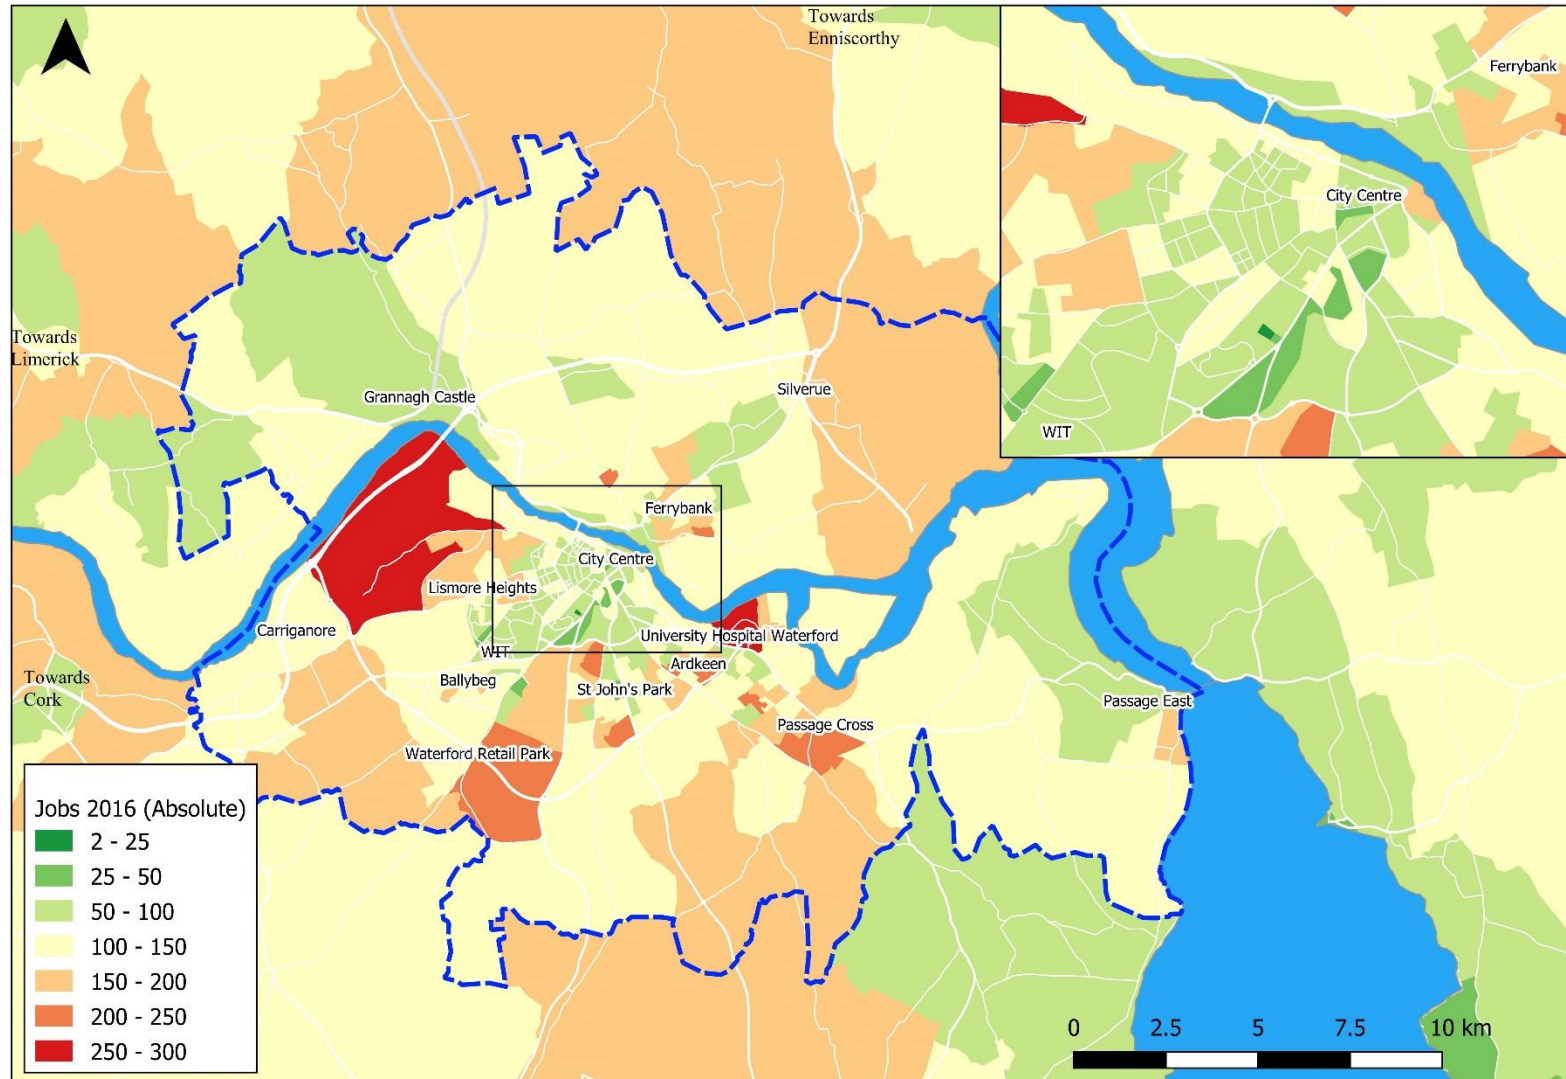 Towards
Enniscorthy
Ferrybank
City Centre
WIT
Towards
Limerick
Grannagh Castle
Silverue
Ferrybank
City Centre
Lismore Heights
Carriganore
University Hospital Waterford
WIT
Ardkeen
Ballybeg
St John's Park
Towards
Cork
Passage East
Passage Cross
Waterford Retail Park
Jobs 2016 (Absolute)
2 - 25
25 - 50
50 - 100
100 - 150
150 - 200
200 - 250
250 - 300
0 2.5 5 7.5 10 km